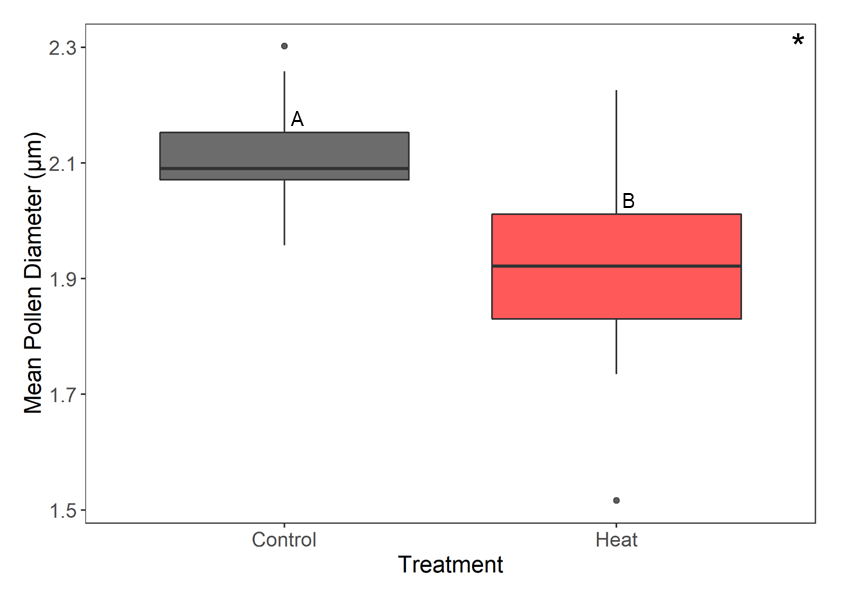 *
2.3
A
2.1
B
1.9
1.7
1.5
Mean Pollen Diameter (µm)
Control Heat
Treatment